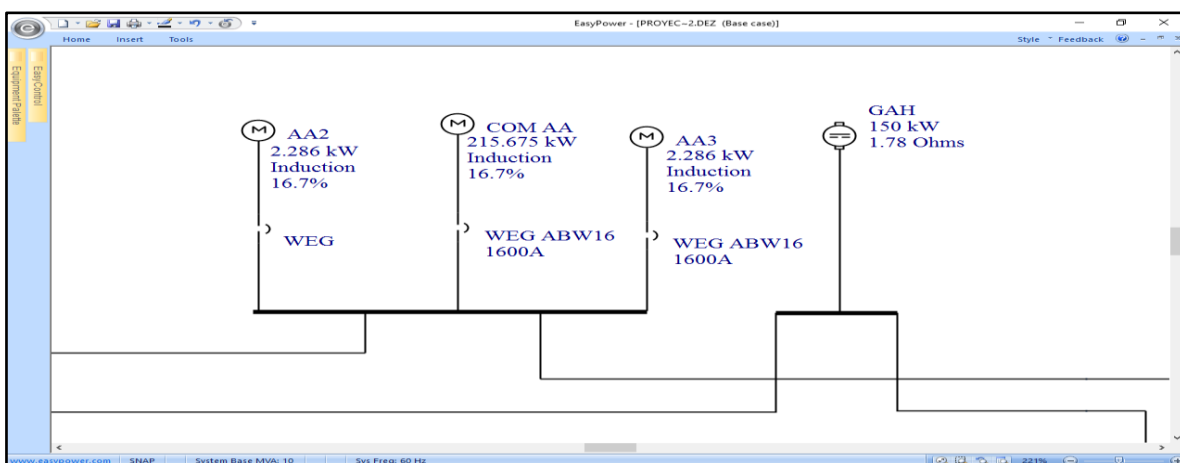 EasyPower - [PROYEC~2.DEZ (Base case)]
Home Insert Tools
Style Feedback
Equipment Palette
EasyControl
M AA2
2.286 kW
Induction
16.7%
WEG
M COM AA
215.675 kW
Induction
16.7%
WEG ABW16
1600A
M AA3
2.286 kW
Induction
16.7%
WEG ABW16
1600A
GAH
150 kW
1.78 Ohms
www.easypower.com SNAP System Base MVA: 10 Sys Freq: 60 Hz 221%